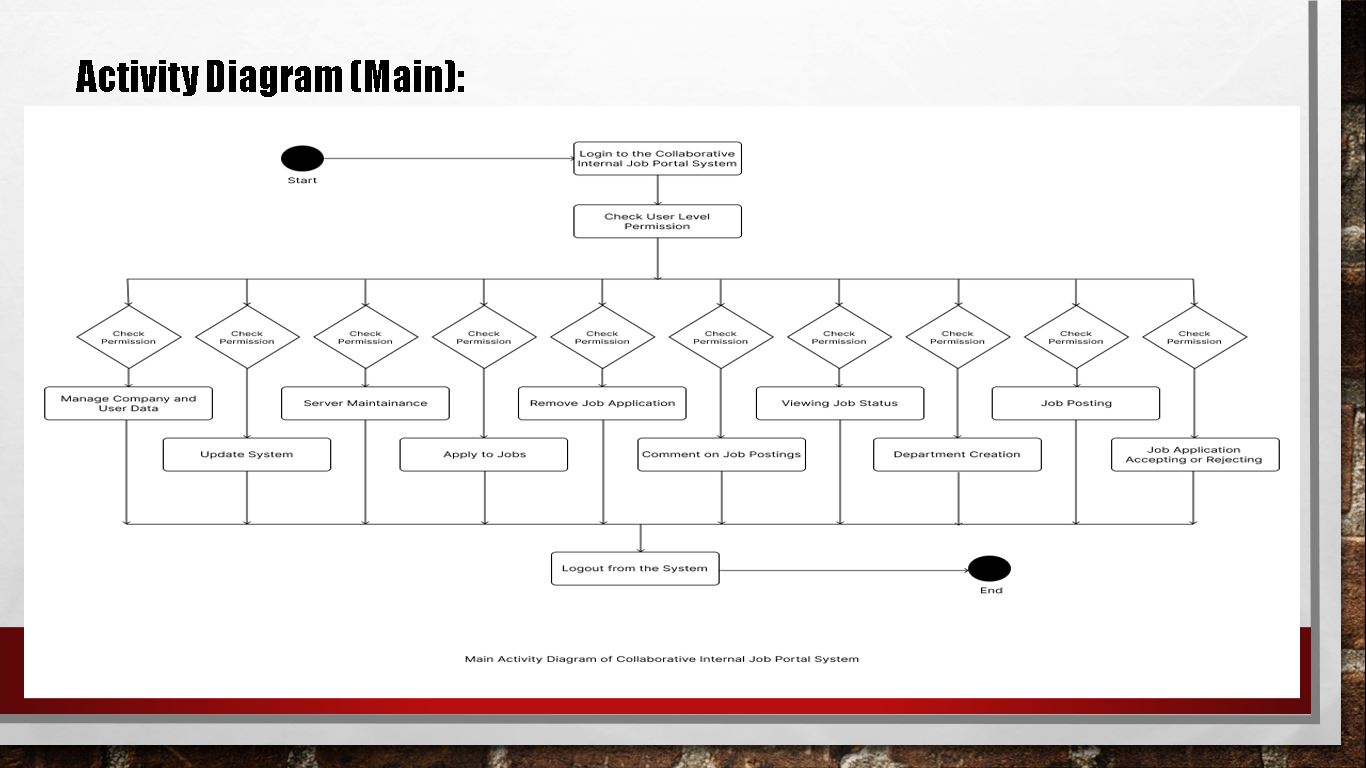 Activity Diagram (Main):
Start
Login to the Collaborative
Internal Job Portal System
Check User Level
Permission
Check
Permission
Check
Permission
Check
Permission
Check
Permission
Check
Permission
Check
Permission
Check
Permission
Check
Permission
Check
Permission
Check
Permission
Manage Company and
User Data
Server Maintainance
Remove Job Application
Viewing Job Status
Job Posting
Update System
Apply to Jobs
Comment on Job Postings
Department Creation
Job Application
Accepting or Rejecting
Logout from the System
End
Main Activity Diagram of Collaborative Internal Job Portal System